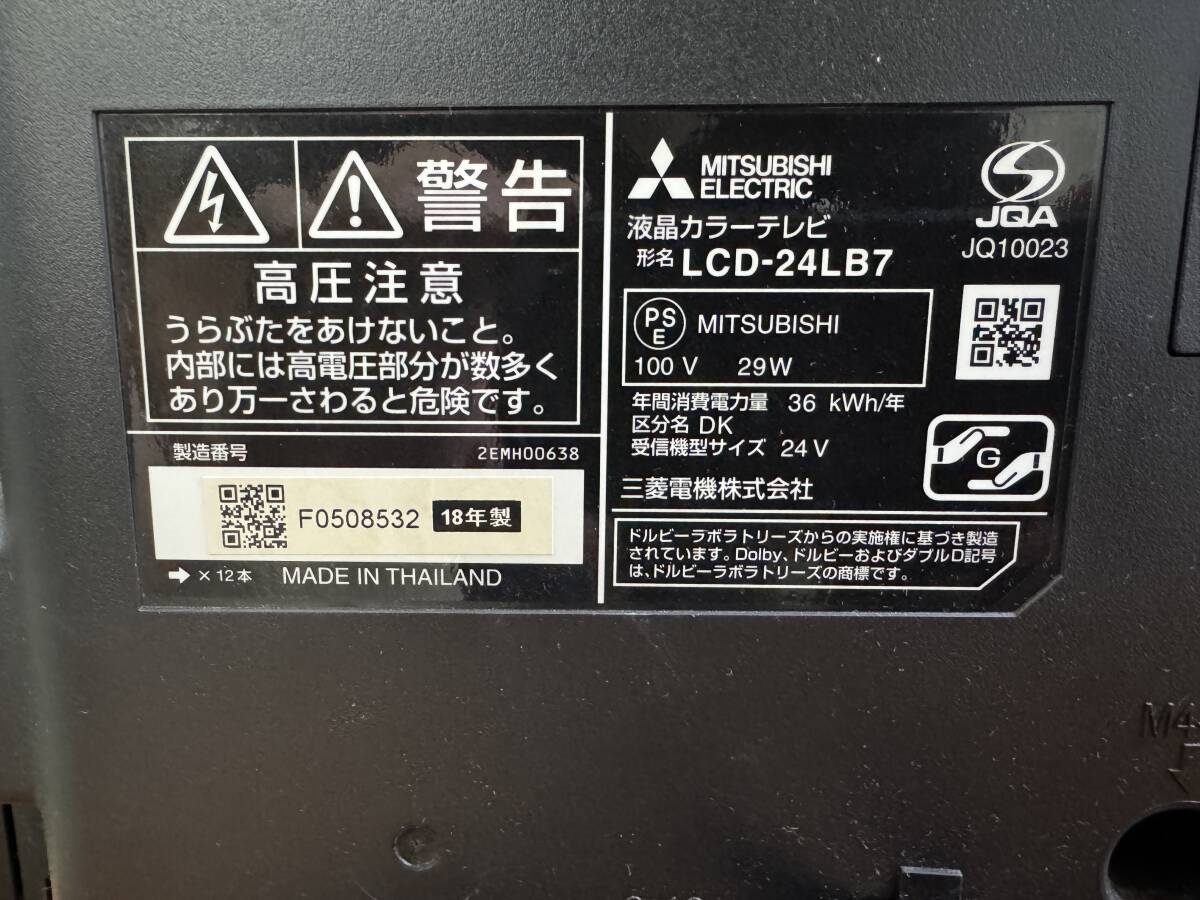 警告
高圧注意
うらぶたをあけないこと。
内部には高電圧部分が数多く
あり万一さわると危険です。
製造番号 2EMH00638
F0508532 18年製
➡ × 12本 MADE IN THAILAND
MITSUBISHI
ELECTRIC
液晶カラーテレビ
形名 LCD-24LB7
JQA
JQ10023
PSE MITSUBISHI
100 V 29W
年間消費電力量 36 kWh/年
区分名 DK
受信機型サイズ 24 V
G
三菱電機株式会社
ドルビーラボラトリーズからの実施権に基づき製造
されています。Dolby、ドルビーおよびダブルD記号
は、ドルビーラボラトリーズの商標です。
M4